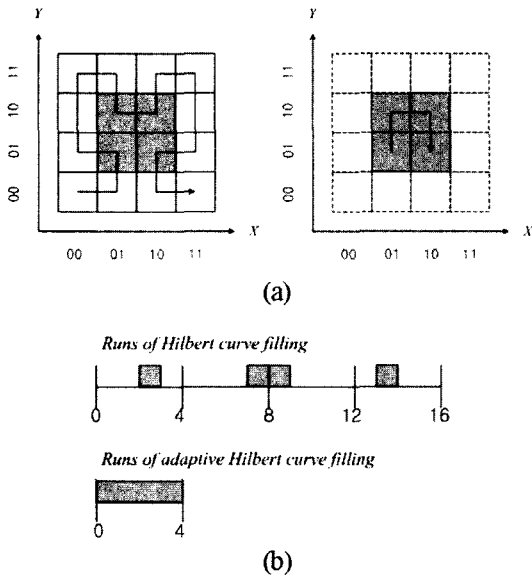 Y
Y
11
10
01
00
11
10
01
00
X
X
00 01 10 11
00 01 10 11
(a)
Runs of Hilbert curve filling
0 4 8 12 16
Runs of adaptive Hilbert curve filling
0 4
(b)